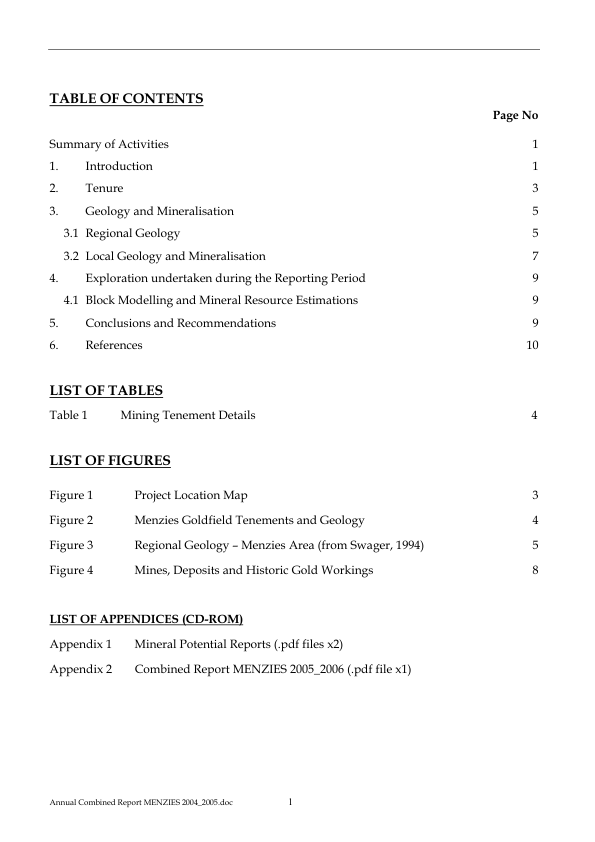 TABLE OF CONTENTS
Page No
Summary of Activities 1
1. Introduction 1
2. Tenure 3
3. Geology and Mineralisation 5
3.1 Regional Geology 5
3.2 Local Geology and Mineralisation 7
4. Exploration undertaken during the Reporting Period 9
4.1 Block Modelling and Mineral Resource Estimations 9
5. Conclusions and Recommendations 9
6. References 10
LIST OF TABLES
Table 1 Mining Tenement Details 4
LIST OF FIGURES
Figure 1 Project Location Map 3
Figure 2 Menzies Goldfield Tenements and Geology 4
Figure 3 Regional Geology – Menzies Area (from Swager, 1994) 5
Figure 4 Mines, Deposits and Historic Gold Workings 8
LIST OF APPENDICES (CD-ROM)
Appendix 1 Mineral Potential Reports (.pdf files x2)
Appendix 2 Combined Report MENZIES 2005_2006 (.pdf file x1)
Annual Combined Report MENZIES 2004_2005.doc 1